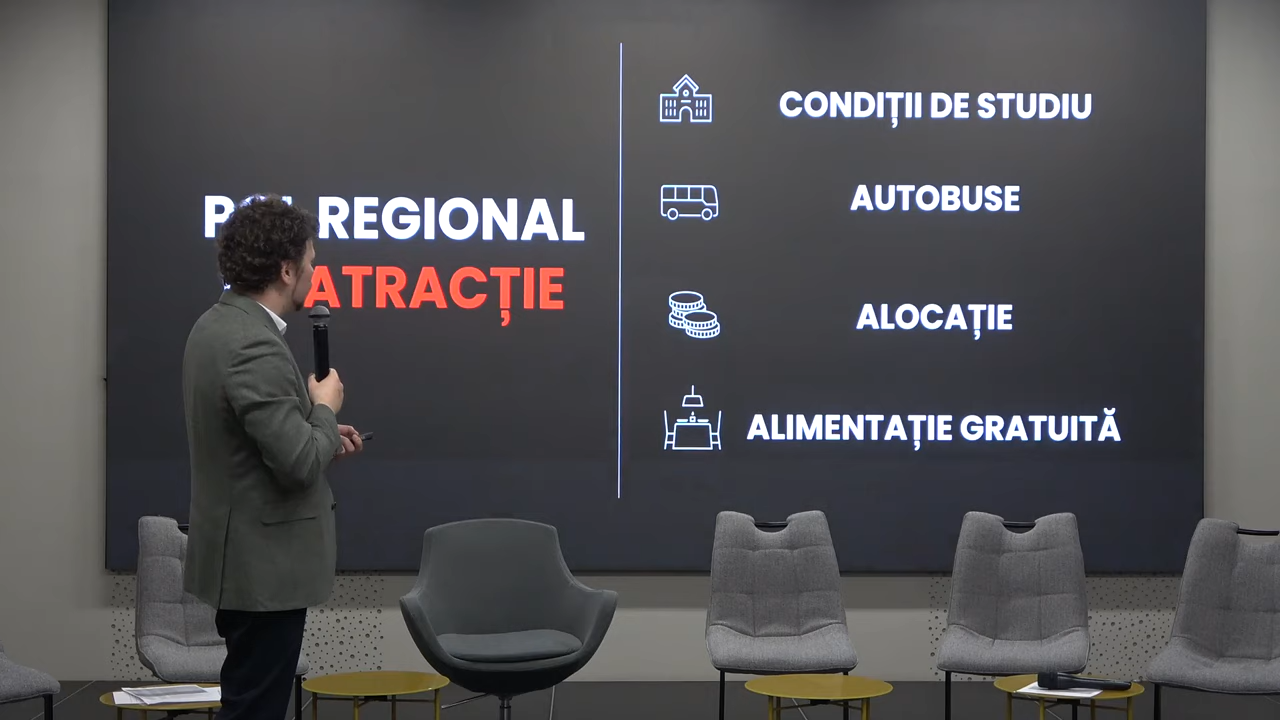 REGIONAL
ATRACȚIE
CONDIȚII DE STUDIU
AUTOBUSE
ALOCAȚIE
ALIMENTAȚIE GRATUITĂ